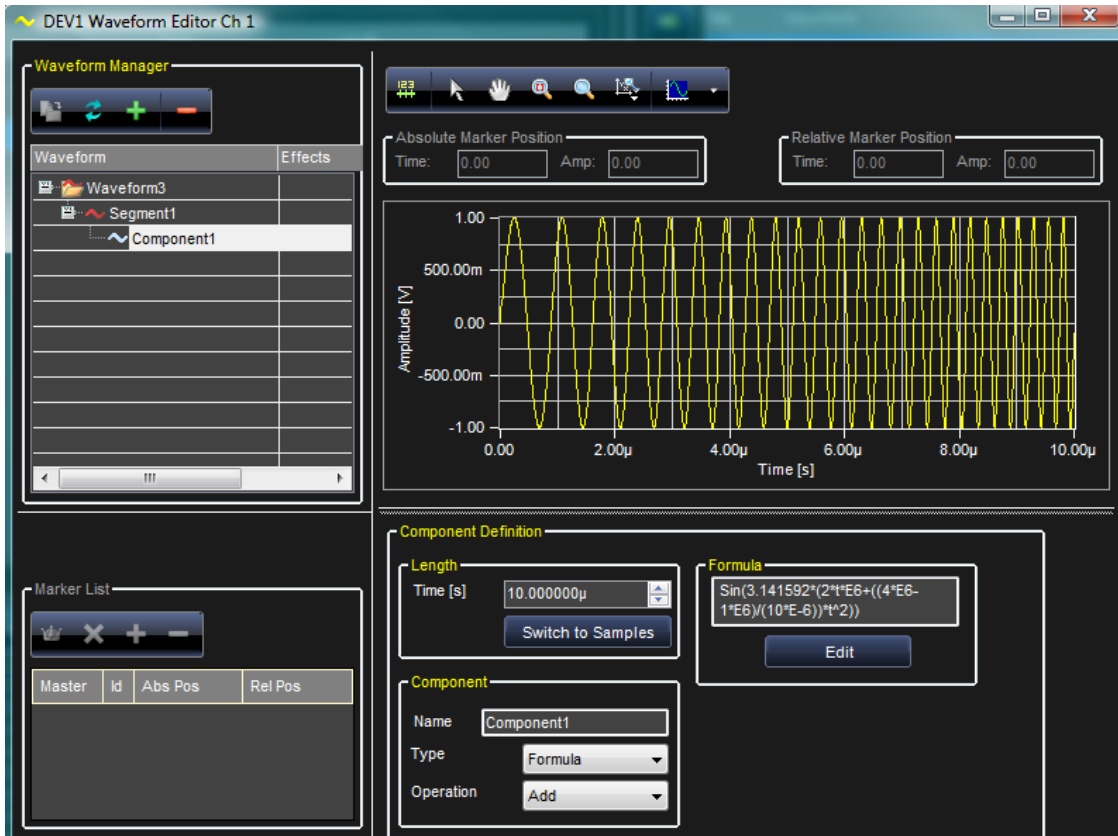 DEV1 Waveform Editor Ch 1
Waveform Manager
Waveform Effects
Waveform3
Segment1
Component1
Marker List
Master Id Abs Pos Rel Pos
123
Absolute Marker Position
Time: 0.00 Amp: 0.00
Relative Marker Position
Time: 0.00 Amp: 0.00
1.00
500.00m
0.00
-500.00m
-1.00
Amplitude [V]
0.00 2.00µ 4.00µ 6.00µ 8.00µ 10.00µ
Time [s]
Component Definition
Length
Time [s] 10.000000µ
Switch to Samples
Formula
Sin(3.141592*(2*t*E6+((4*E6-
1*E6)/(10*E-6))*t^2))
Edit
Component
Name Component1
Type Formula
Operation Add